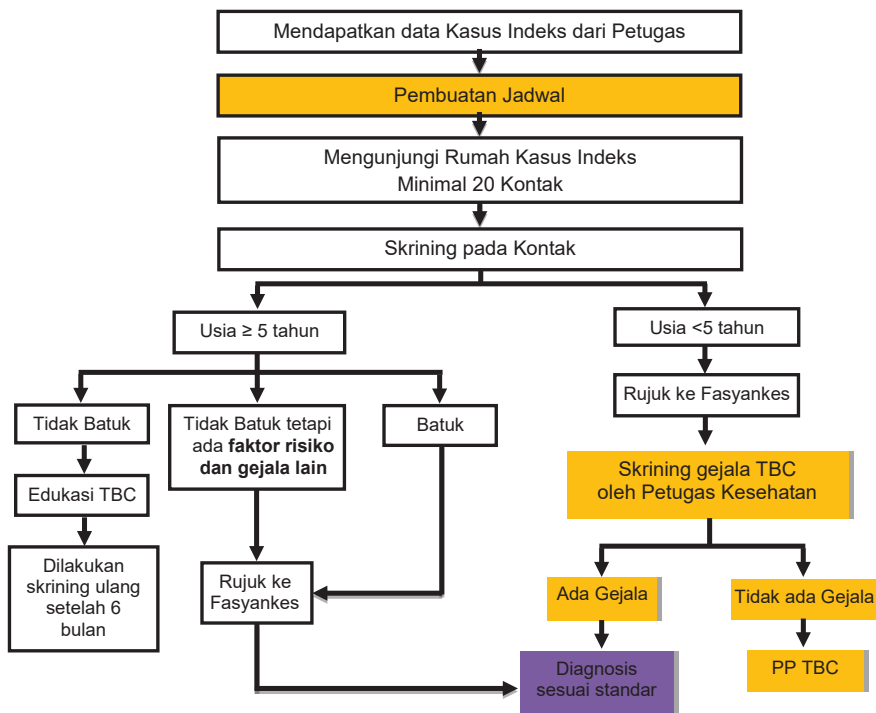 Mendapatkan data Kasus Indeks dari Petugas
Pembuatan Jadwal
Mengunjungi Rumah Kasus Indeks
Minimal 20 Kontak
Skrining pada Kontak
Usia ≥ 5 tahun
Usia <5 tahun
Tidak Batuk
Tidak Batuk tetapi
ada faktor risiko
dan gejala lain
Batuk
Rujuk ke Fasyankes
Edukasi TBC
Skrining gejala TBC
oleh Petugas Kesehatan
Dilakukan
skrining ulang
setelah 6
bulan
Rujuk ke
Fasyankes
Ada Gejala
Tidak ada Gejala
Diagnosis
sesuai standar
PP TBC